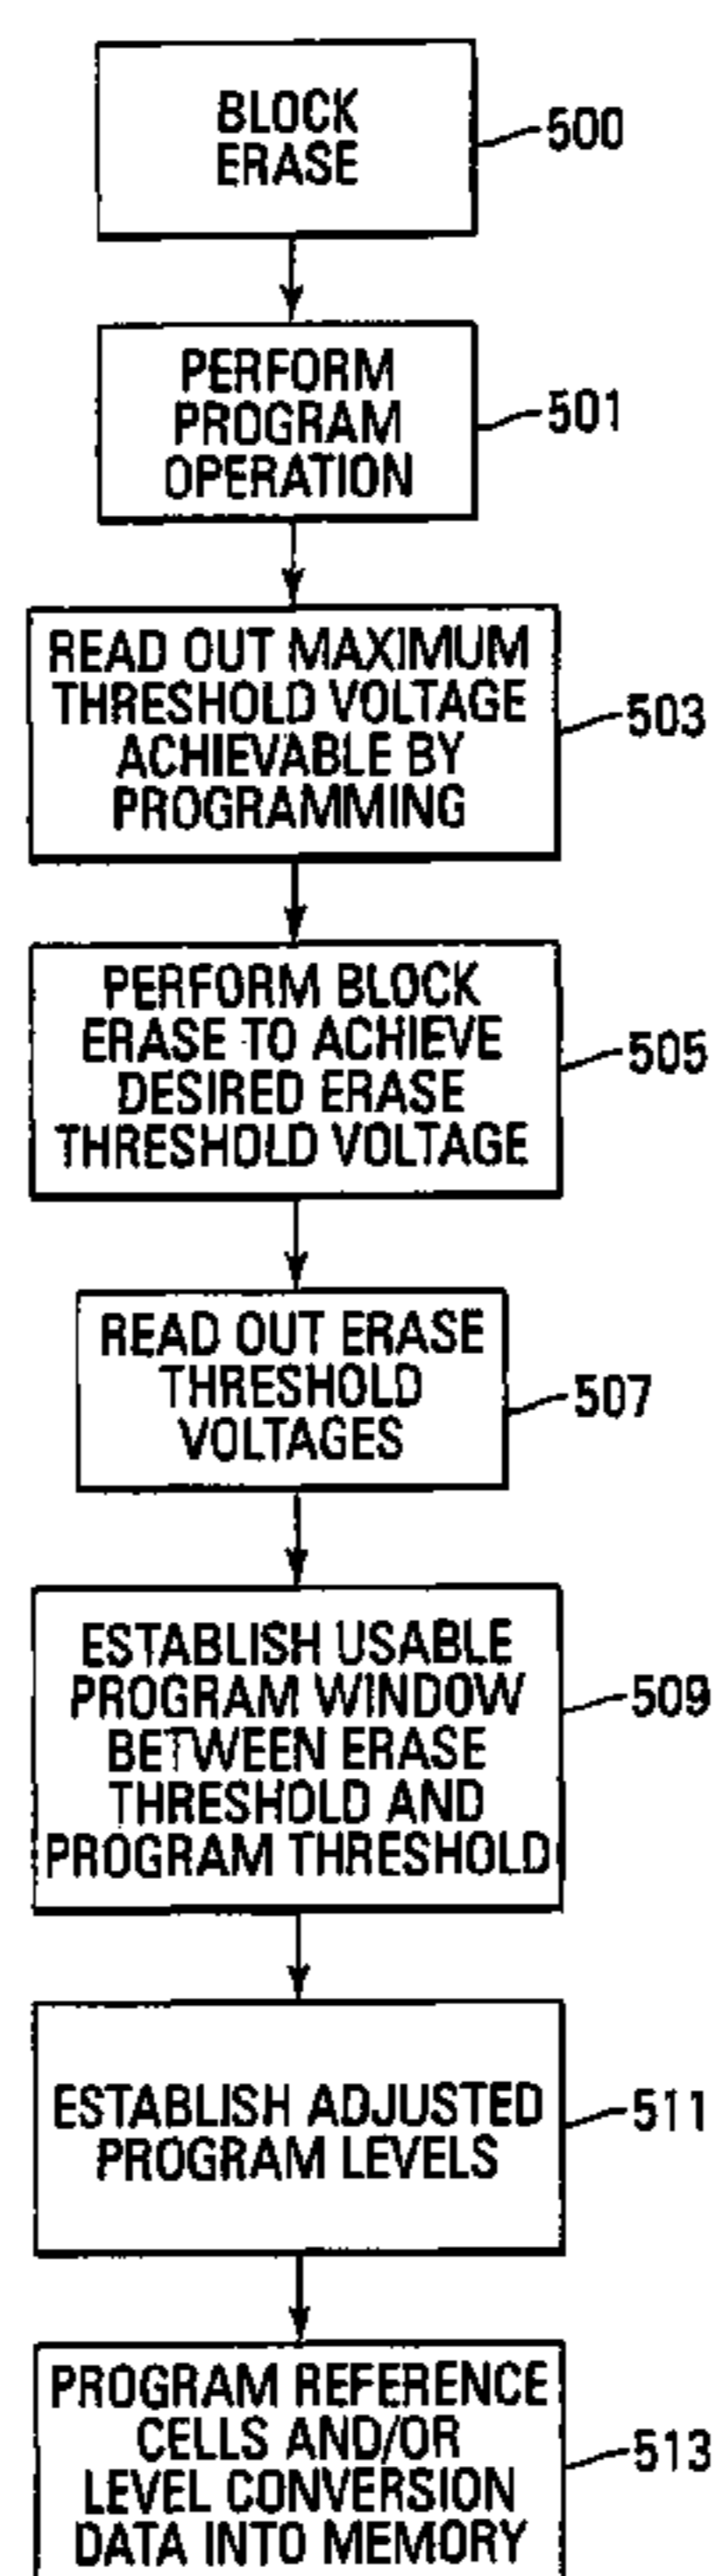 BLOCK
ERASE
500
PERFORM
PROGRAM
OPERATION
501
READ OUT MAXIMUM
THRESHOLD VOLTAGE
ACHIEVABLE BY
PROGRAMMING
503
PERFORM BLOCK
ERASE TO ACHIEVE
DESIRED ERASE
THRESHOLD VOLTAGE
505
READ OUT ERASE
THRESHOLD
VOLTAGES
507
ESTABLISH USABLE
PROGRAM WINDOW
BETWEEN ERASE
THRESHOLD AND
PROGRAM THRESHOLD
509
ESTABLISH ADJUSTED
PROGRAM LEVELS
511
PROGRAM REFERENCE
CELLS AND/OR
LEVEL CONVERSION
DATA INTO MEMORY
513